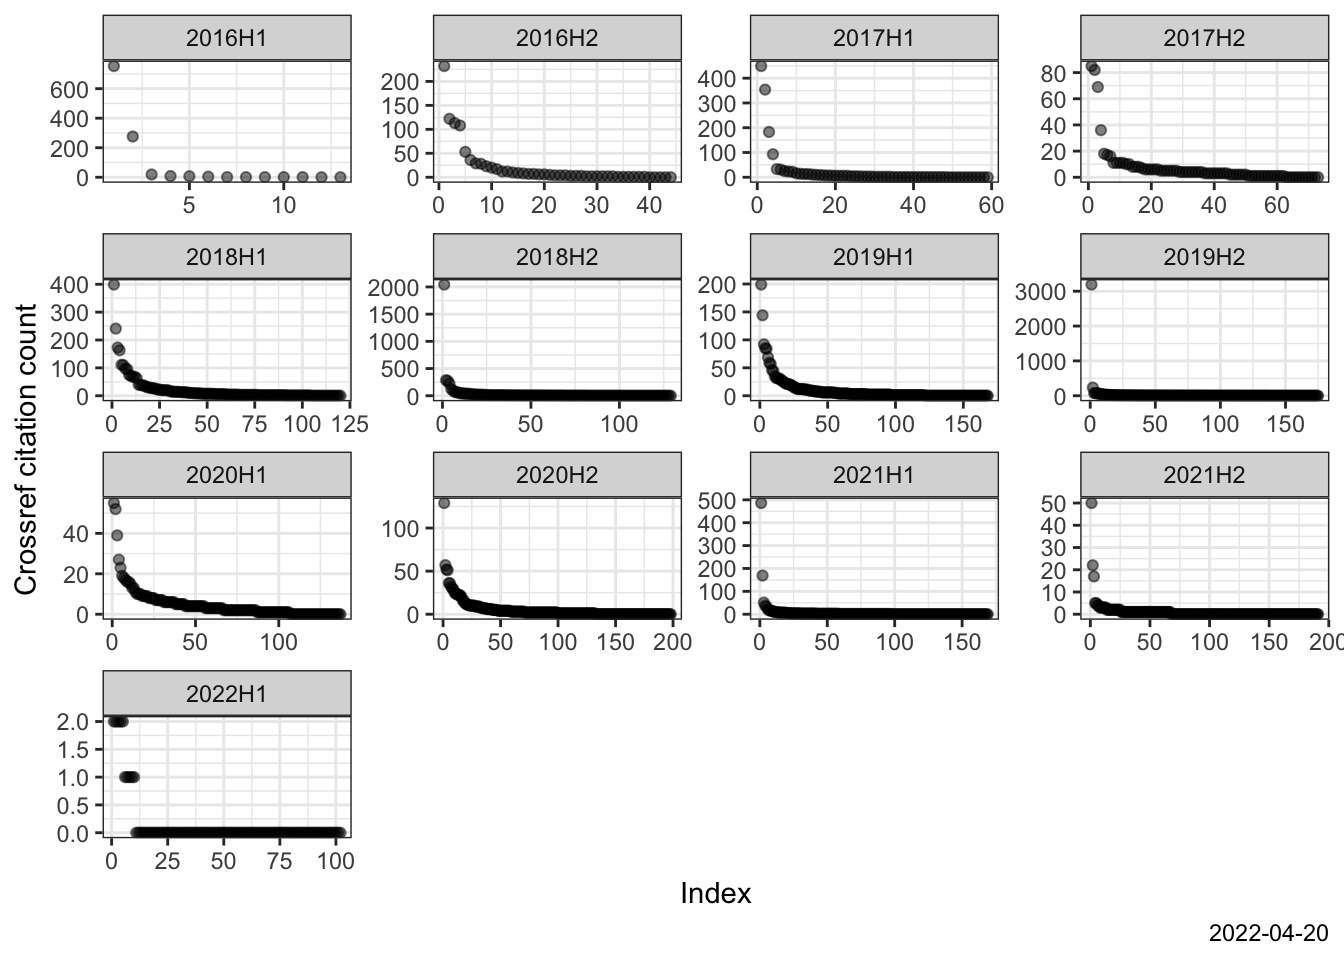 2016H1 2016H2 2017H1 2017H2
600 400 200 0
200 150 100 50 0
400 300 200 100 0
80 60 40 20 0
5 10
0 10 20 30 40
0 20 40 60
0 20 40 60
2018H1 2018H2 2019H1 2019H2
400 300 200 100 0
2000 1500 1000 500 0
200 150 100 50 0
3000 2000 1000 0
0 25 50 75 100 125
0 50 100
0 50 100 150
0 50 100 150
Crossref citation count
2020H1 2020H2 2021H1 2021H2
40 20 0
100 50 0
500 400 300 200 100 0
50 40 30 20 10 0
0 50 100
0 50 100 150 200
0 50 100 150
0 50 100 150 200
2022H1
2.0 1.5 1.0 0.5 0.0
0 25 50 75 100
Index
2022-04-20